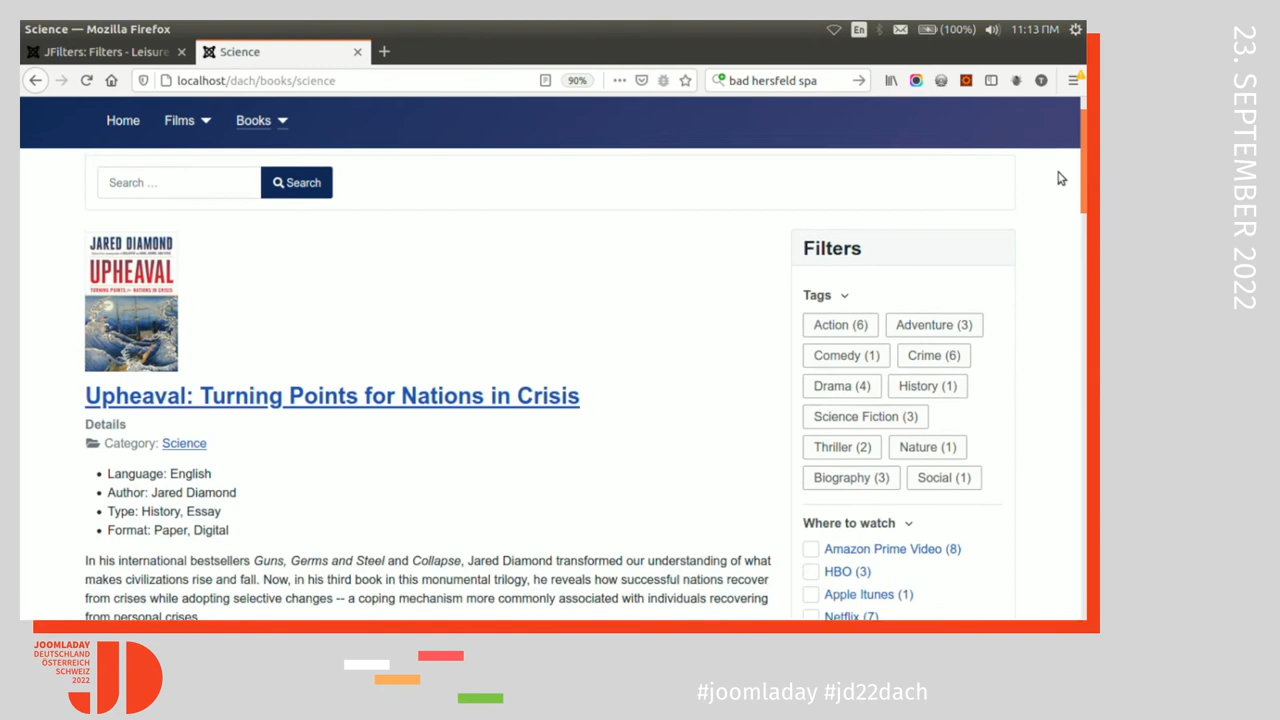 Science — Mozilla Firefox
En
(100%)
11:13 ΠΜ
JFilters: Filters - Leisure
Science
localhost/dach/books/science
90%
bad hersfeld spa
Home
Films
Books
Search ...
Search
JARED DIAMOND
UPHEAVAL
TURNING POINTS for NATIONS IN CRISIS
Upheaval: Turning Points for Nations in Crisis
Details
Category: Science
Language: English
Author: Jared Diamond
Type: History, Essay
Format: Paper, Digital
In his international bestsellers Guns, Germs and Steel and Collapse, Jared Diamond transformed our understanding of what
makes civilizations rise and fall. Now, in his third book in this monumental trilogy, he reveals how successful nations recover
from crises while adopting selective changes -- a coping mechanism more commonly associated with individuals recovering
from personal crises.
Filters
Tags
Action (6)
Adventure (3)
Comedy (1)
Crime (6)
Drama (4)
History (1)
Science Fiction (3)
Thriller (2)
Nature (1)
Biography (3)
Social (1)
Where to watch
Amazon Prime Video (8)
HBO (3)
Apple Itunes (1)
Netflix (7)
23. SEPTEMBER 2022
JOOMLADAY
DEUTSCHLAND
ÖSTERREICH
SCHWEIZ
2022
JD
#joomladay #jd22dach